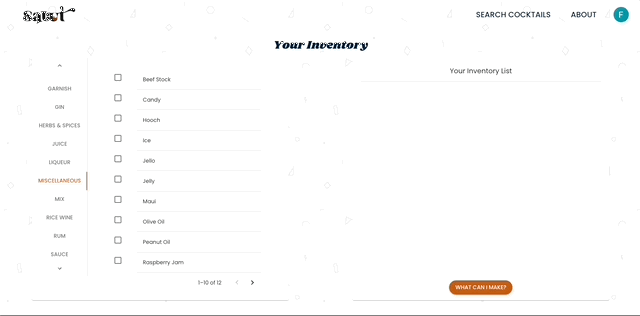 Salut
SEARCH COCKTAILS
ABOUT
F
Your Inventory
GARNISH
GIN
HERBS & SPICES
JUICE
LIQUEUR
MISCELLANEOUS
MIX
RICE WINE
RUM
SAUCE
Beef Stock
Candy
Hooch
Ice
Jello
Jelly
Maui
Olive Oil
Peanut Oil
Raspberry Jam
1–10 of 12
Your Inventory List
WHAT CAN I MAKE?